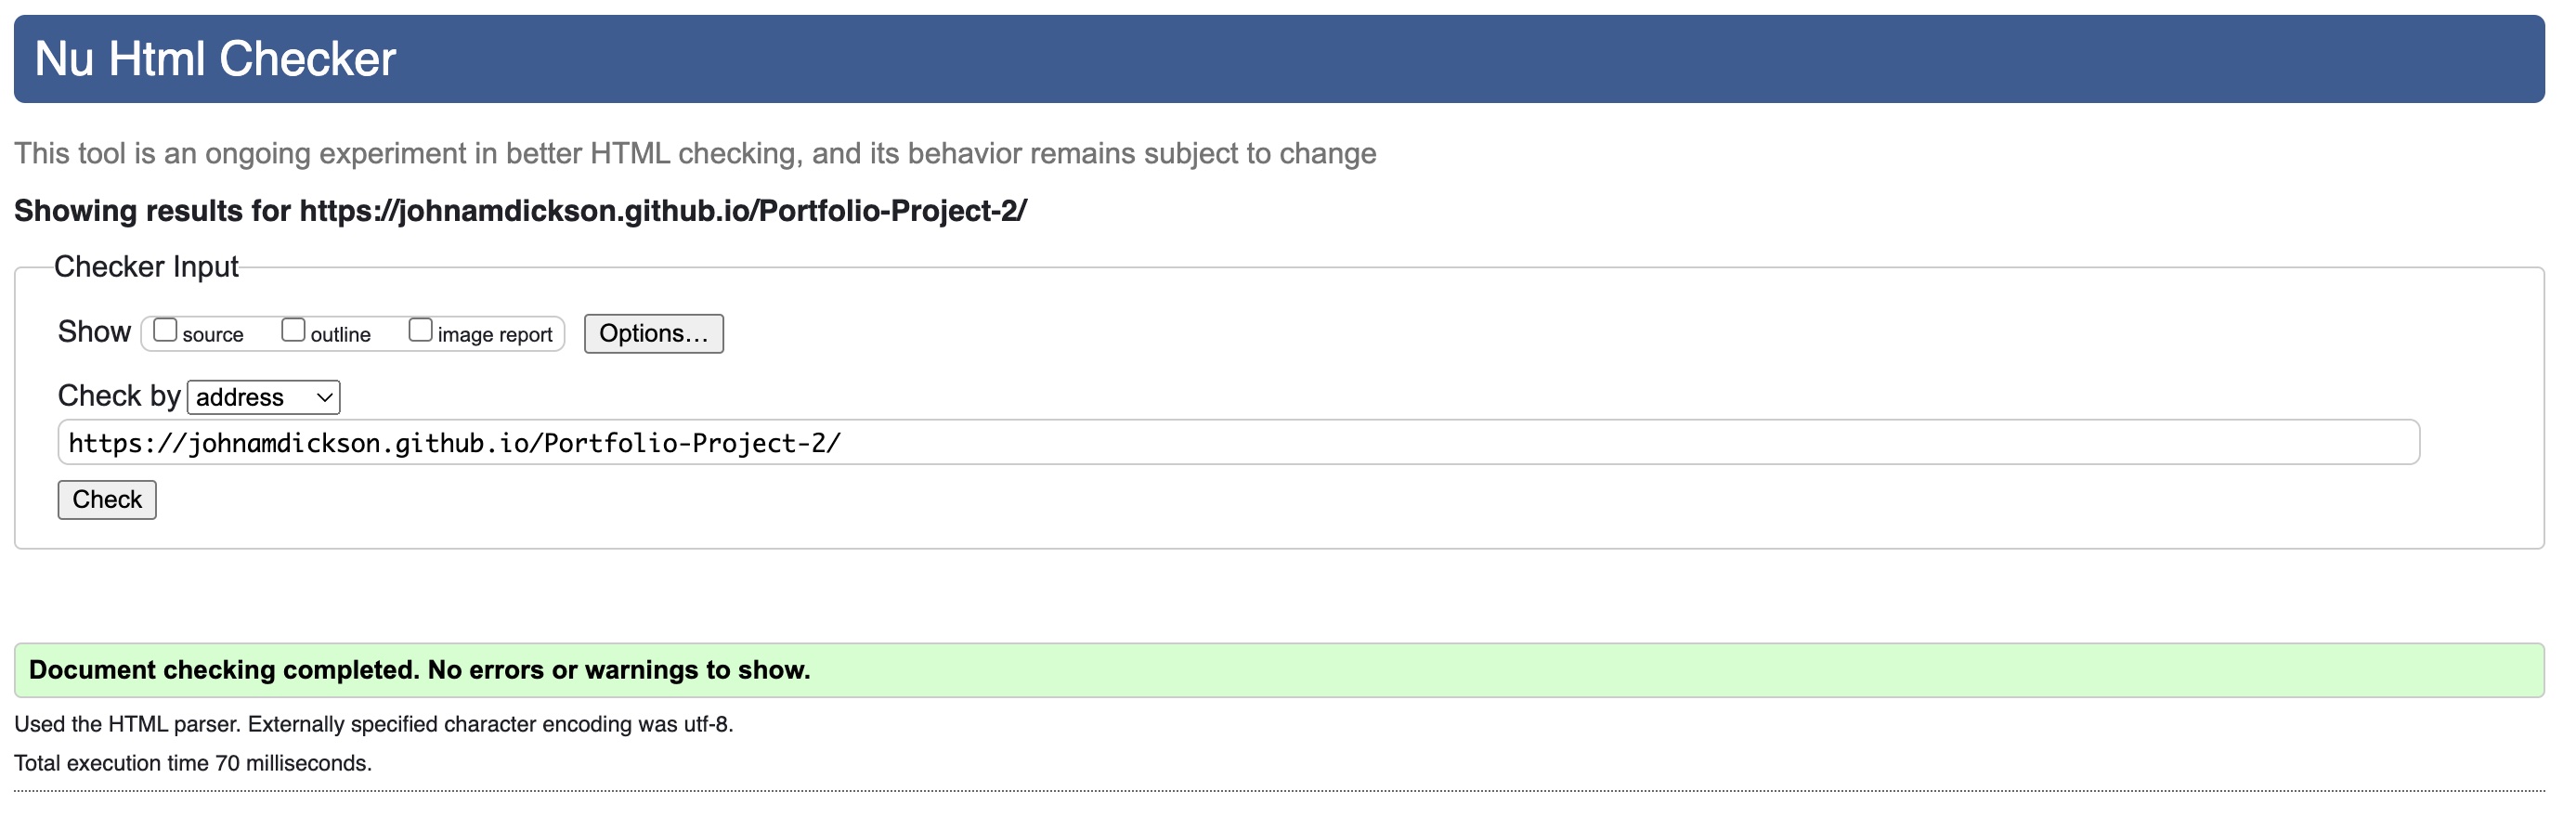 Nu Html Checker
This tool is an ongoing experiment in better HTML checking, and its behavior remains subject to change
Showing results for https://johnamdickson.github.io/Portfolio-Project-2/
Checker Input
Show source outline image report Options...
Check by address
https://johnamdickson.github.io/Portfolio-Project-2/
Check
Document checking completed. No errors or warnings to show.
Used the HTML parser. Externally specified character encoding was utf-8.
Total execution time 70 milliseconds.